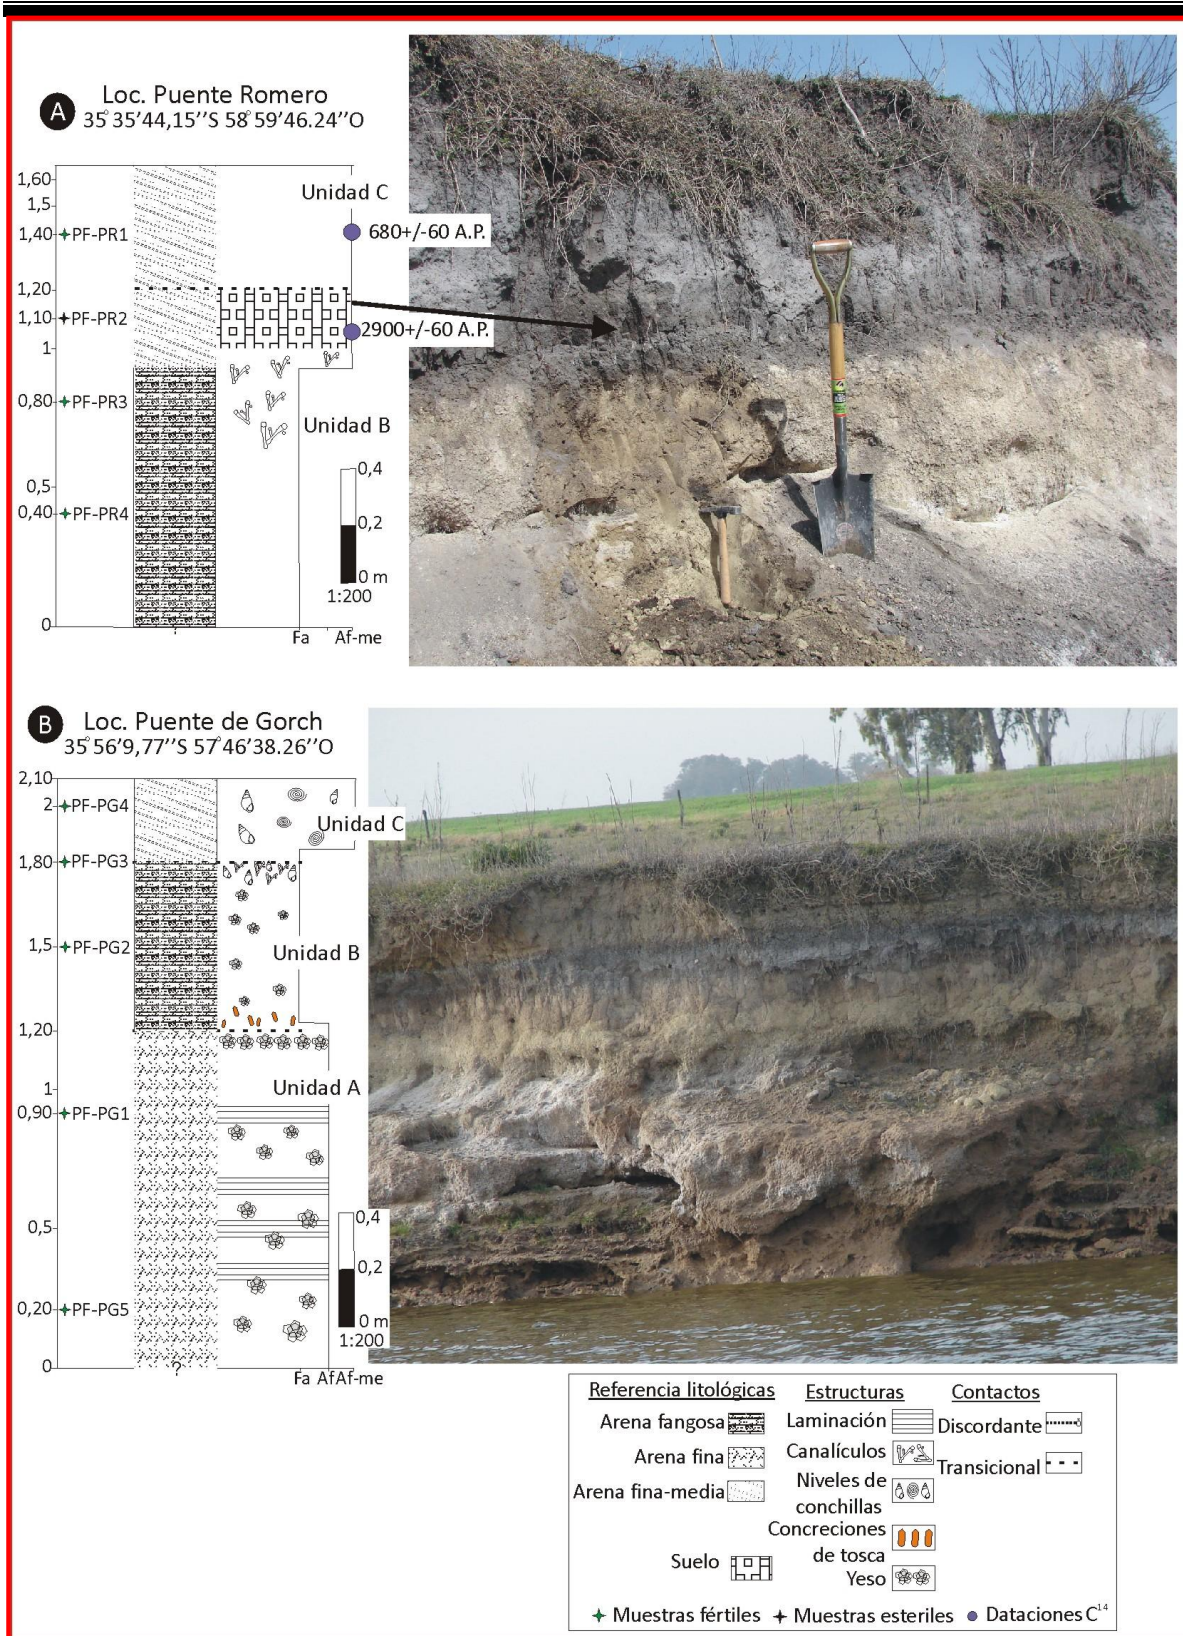 A
Loc. Puente Romero
35°35'44,15''S 58°59'46.24''O
1,60
1,5
1,40
PF-PR1
1,20
1,10
PF-PR2
1
0,80
PF-PR3
0,5
0,40
PF-PR4
0
Unidad C
680+/-60 A.P.
2900+/-60 A.P.
Unidad B
0,4
0,2
0 m
1:200
?
Fa Af-me
B
Loc. Puente de Gorch
35°56'9,77''S 57°46'38.26''O
2,10
2
PF-PG4
1,80
PF-PG3
1,5
PF-PG2
1,20
1
0,90
PF-PG1
0,5
0,20
PF-PG5
0
Unidad C
Unidad B
Unidad A
0,4
0,2
0 m
1:200
?
Fa Af Af-me
Referencia litológicas
Arena fangosa
Arena fina
Arena fina-media
Suelo
Estructuras
Laminación
Canalículos
Niveles de
conchillas
Concreciones
de tosca
Yeso
Contactos
Discordante
Transicional
Muestras fértiles
Muestras esteriles
Dataciones C14